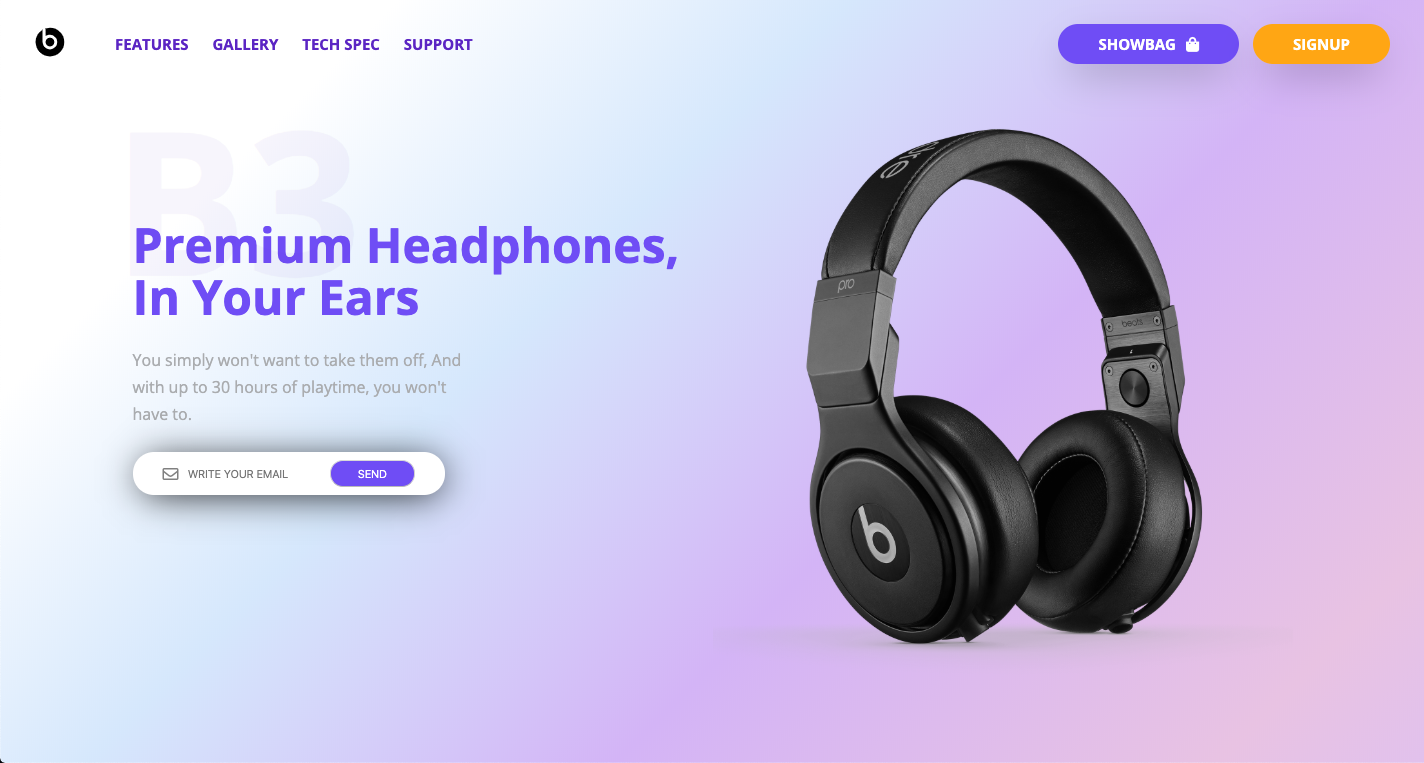 b
FEATURES GALLERY TECH SPEC SUPPORT
SHOWBAG
SIGNUP
B3
Premium Headphones,
In Your Ears
You simply won't want to take them off, And
with up to 30 hours of playtime, you won't
have to.
WRITE YOUR EMAIL
SEND
dre
pro
beats
b